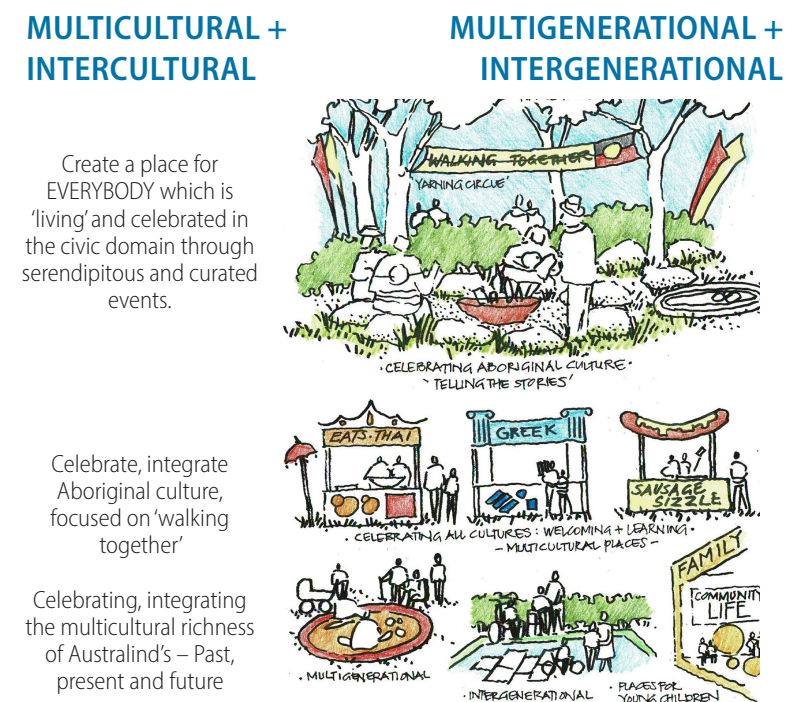 MULTICULTURAL +
INTERCULTURAL
MULTIGENERATIONAL +
INTERGENERATIONAL
Create a place for
EVERYBODY which is
‘living’ and celebrated in
the civic domain through
serendipitous and curated
events.
Celebrate, integrate
Aboriginal culture,
focused on ‘walking
together’
Celebrating, integrating
the multicultural richness
of Australind’s – Past,
present and future
WALKING TOGETHER
'YARNING CIRCUE'
· CELEBRATING ABORIGINAL CULTURE ·
' TELLING THE STORIES '
EATS·THAI
GREEK
SAUSAGE
SIZZLE
· CELEBRATING ALL CULTURES : WELCOMING + LEARNING ·
– MULTICULTURAL PLACES –
FAMILY
COMMUNITY
LIFE
· MULTIGENERATIONAL
· INTERGENERATIONAL
· PLACES FOR
YOUNG CHILDREN